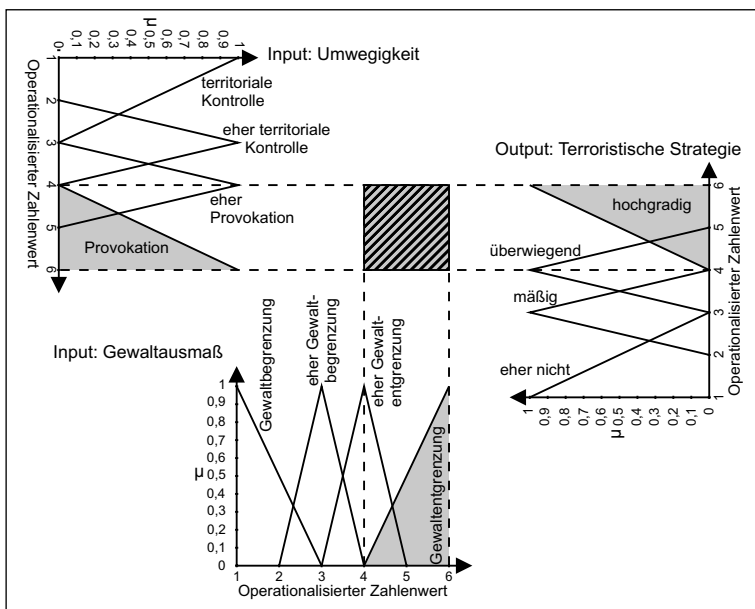 µ
0 0,1 0,2 0,3 0,4 0,5 0,6 0,7 0,8 0,9 1
Input: Umwegigkeit
Operationalisierter Zahlenwert
1 2 3 4 5 6
territoriale
Kontrolle
eher territoriale
Kontrolle
eher
Provokation
Provokation
Output: Terroristische Strategie
hochgradig
überwiegend
mäßig
eher nicht
6 5 4 3 2 1
Operationalisierter Zahlenwert
1 0,9 0,8 0,7 0,6 0,5 0,4 0,3 0,2 0,1 0
µ
Input: Gewaltausmaß
Gewaltbegrenzung
eher Gewalt-
begrenzung
eher Gewalt-
entgrenzung
Gewaltentgrenzung
1
0,9
0,8
0,7
0,6
0,5
0,4
0,3
0,2
0,1
0
µ
1 2 3 4 5 6
Operationalisierter Zahlenwert